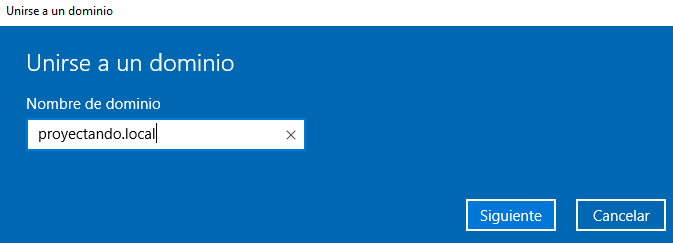 Unirse a un dominio
Unirse a un dominio
Nombre de dominio
proyectando.local
Siguiente
Cancelar